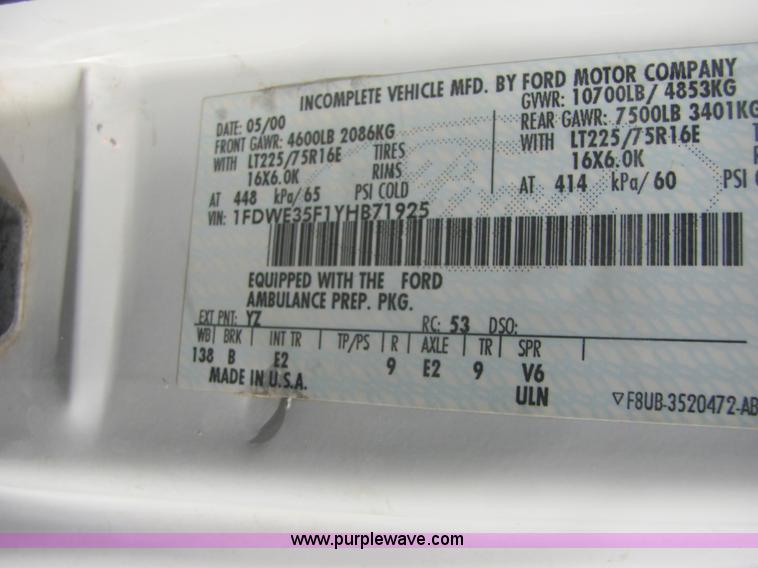 INCOMPLETE VEHICLE MFD. BY FORD MOTOR COMPANY
DATE: 05/00 GVWR: 10700LB/ 4853KG
FRONT GAWR: 4600LB 2086KG REAR GAWR: 7500LB 3401KG
WITH LT225/75R16E TIRES WITH LT225/75R16E
16X6.0K RIMS 16X6.0K
AT 448 kPa/65 PSI COLD AT 414 kPa/60 PSI
VIN: 1FDWE35F1YHB71925
EQUIPPED WITH THE FORD
AMBULANCE PREP. PKG.
EXT PNT: YZ RC: 53 DSO:
WB BRK INT TR TP/PS R AXLE TR SPR
138 B E2 9 E2 9 V6
MADE IN U.S.A. ULN
▽F8UB-3520472-AB
www.purplewave.com